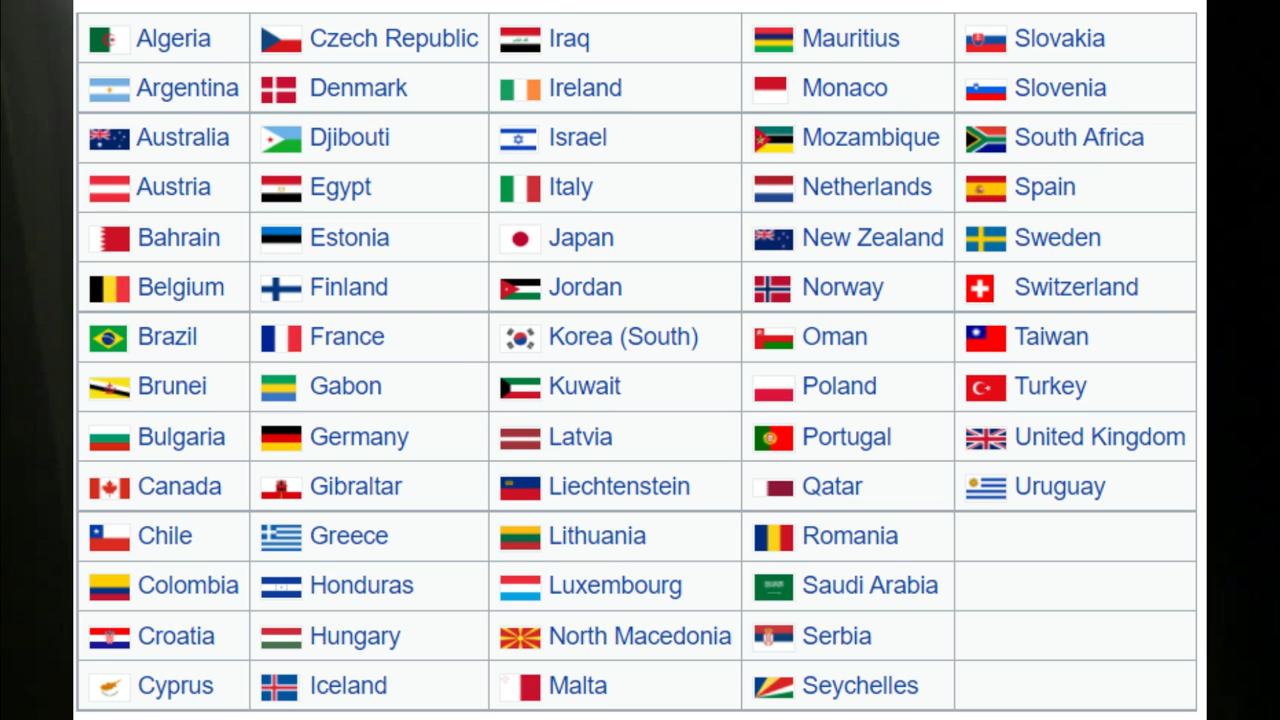 Algeria Czech Republic Iraq Mauritius Slovakia
Argentina Denmark Ireland Monaco Slovenia
Australia Djibouti Israel Mozambique South Africa
Austria Egypt Italy Netherlands Spain
Bahrain Estonia Japan New Zealand Sweden
Belgium Finland Jordan Norway Switzerland
Brazil France Korea (South) Oman Taiwan
Brunei Gabon Kuwait Poland Turkey
Bulgaria Germany Latvia Portugal United Kingdom
Canada Gibraltar Liechtenstein Qatar Uruguay
Chile Greece Lithuania Romania
Colombia Honduras Luxembourg Saudi Arabia
Croatia Hungary North Macedonia Serbia
Cyprus Iceland Malta Seychelles